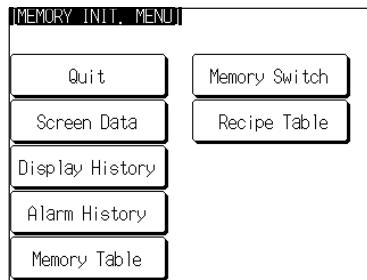 [MEMORY INIT. MENU]
Quit
Memory Switch
Screen Data
Recipe Table
Display History
Alarm History
Memory Table